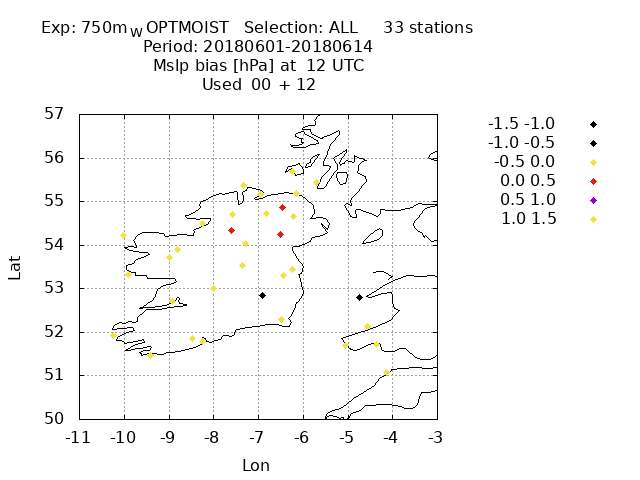 Exp: 750mWOPTMOIST Selection: ALL 33 stations
Period: 20180601-20180614
Mslp bias [hPa] at 12 UTC
Used 00 + 12
-1.5 -1.0
-1.0 -0.5
-0.5 0.0
0.0 0.5
0.5 1.0
1.0 1.5
57
56
55
54
53
52
51
50
Lat
-11 -10 -9 -8 -7 -6 -5 -4 -3
Lon